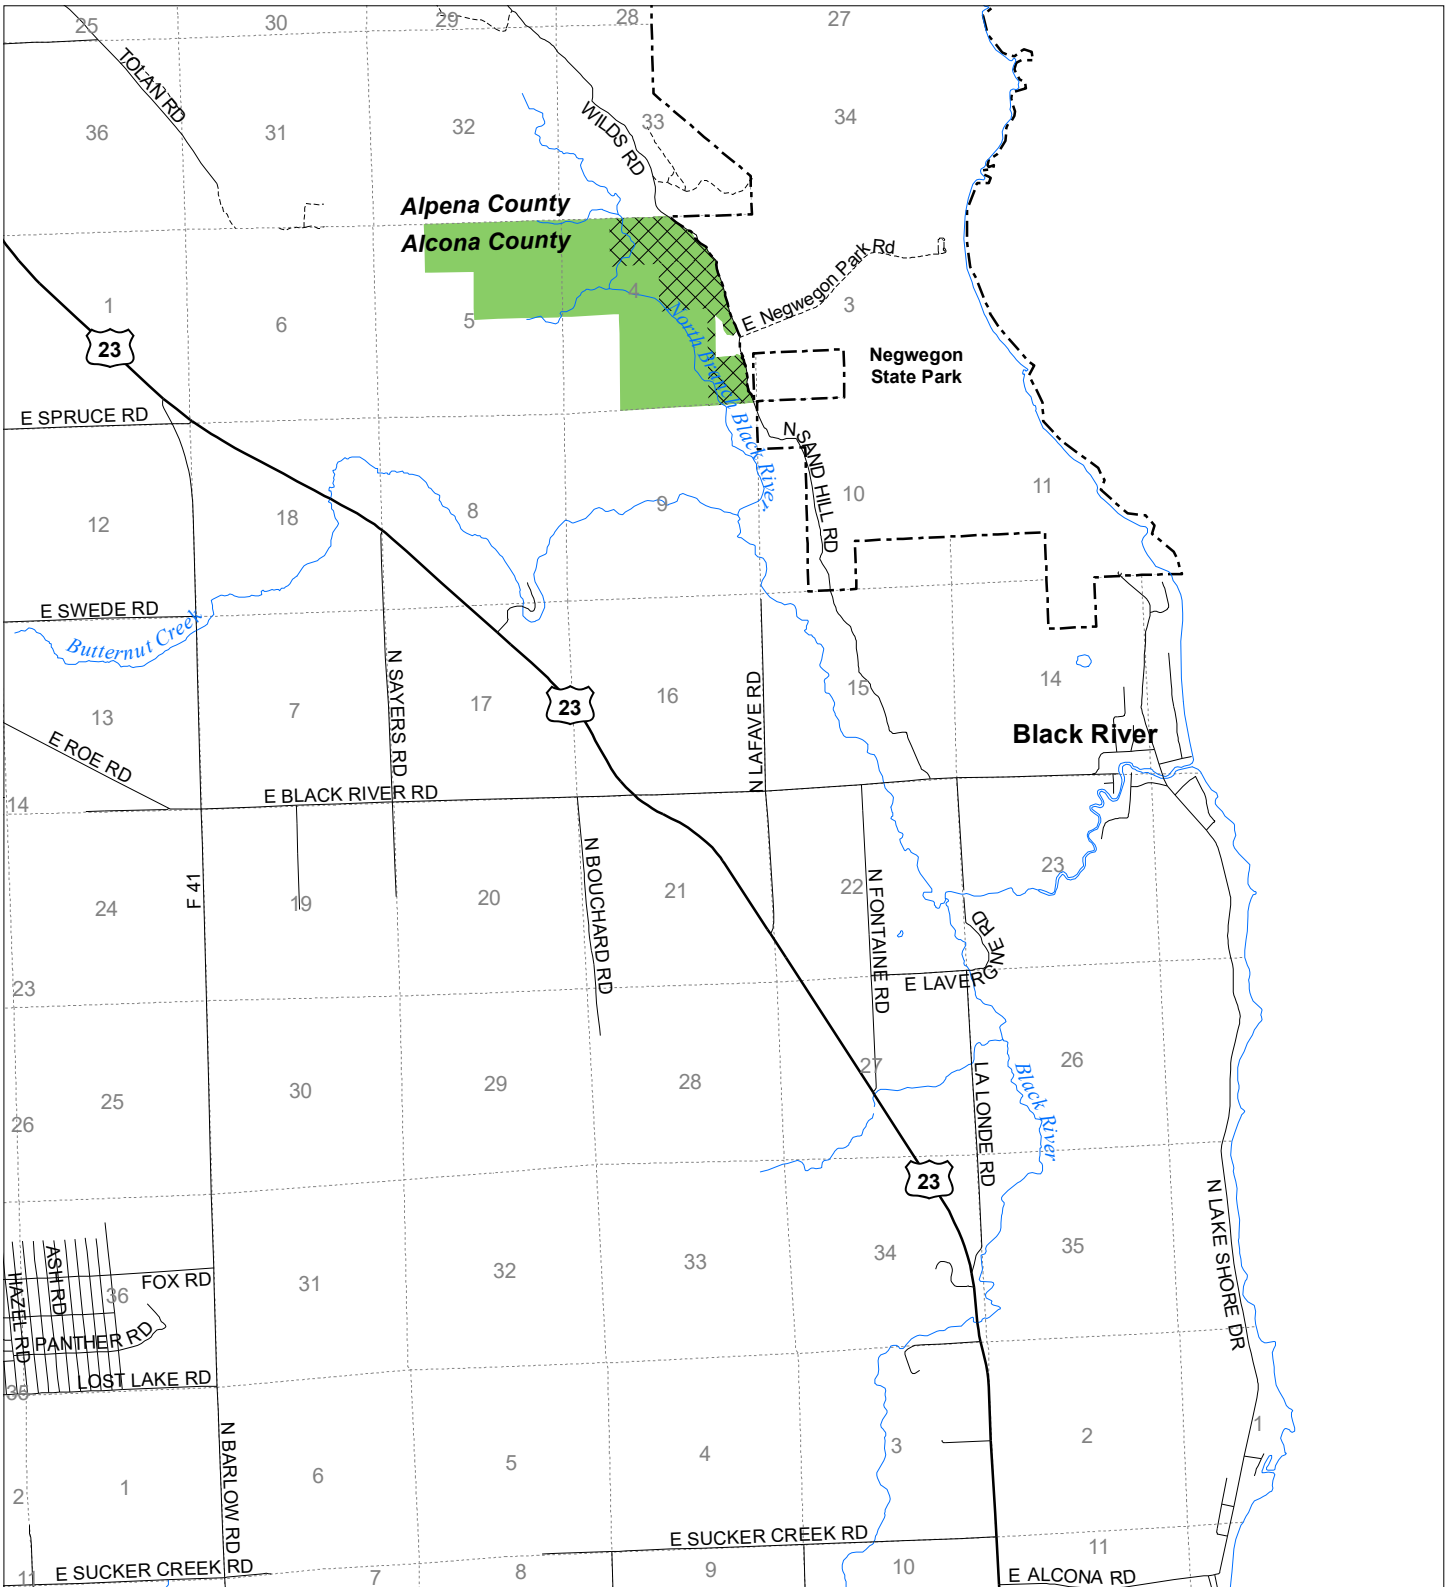 25
30
29
28
27
TOLAN RD
WILDS RD
36
31
32
33
34
Alpena County
Alcona County
E Negwegon Park Rd
1
6
5
4
3
23
North Branch Black River
Negwegon
State Park
E SPRUCE RD
N SAND HILL RD
12
18
8
9
10
11
E SWEDE RD
Butternut Creek
N SAYERS RD
N LAFAVE RD
13
7
17
16
15
14
23
Black River
E ROE RD
E BLACK RIVER RD
14
F 41
N BOUCHARD RD
N FONTAINE RD
24
19
20
21
22
23
E LAVERGNE RD
23
25
30
29
28
27
26
LA LONDE RD
Black River
26
23
N LAKE SHORE DR
ASH RD
HAZEL RD
FOX RD
36
31
32
33
34
35
PANTHER RD
LOST LAKE RD
35
N BARLOW RD
2
1
6
5
4
3
2
1
E SUCKER CREEK RD
E SUCKER CREEK RD
11
7
8
9
10
11
E ALCONA RD